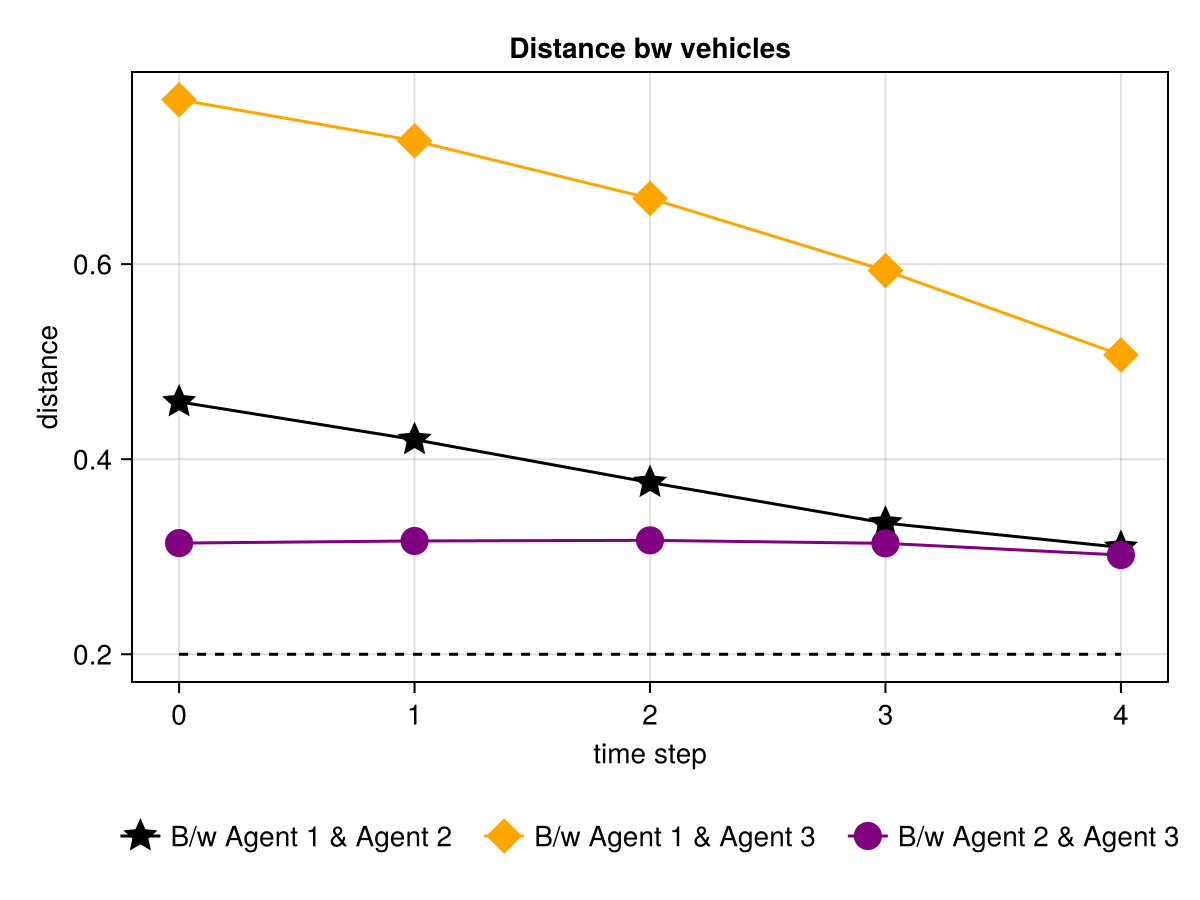 Distance bw vehicles
distance
0.6
0.4
0.2
0 1 2 3 4
time step
B/w Agent 1 & Agent 2 B/w Agent 1 & Agent 3 B/w Agent 2 & Agent 3